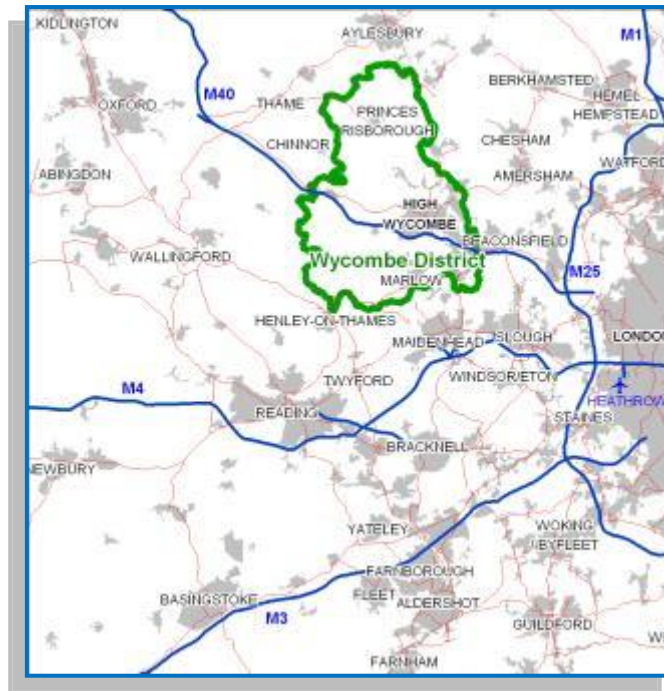 KIDLINGTON
AYLESBURY
M1
M40
BERKHAMSTED
HEMEL
HEMPSTEAD
OXFORD
THAME
PRINCES
RISBOROUGH
CHINNOR
CHESHAM
WATFORD
ABINGDON
AMERSHAM
HIGH
WYCOMBE
BEACONSFIELD
WALLINGFORD
Wycombe District
M25
MARLOW
HENLEY-ON-THAMES
MAIDENHEAD
SLOUGH
LONDO
M4
TWYFORD
WINDSOR/ETON
HEATHROW
READING
STAINES
BRACKNELL
NEWBURY
YATELEY
WOKING
/BYFLEET
FARNBOROUGH
BASINGSTOKE
FLEET
ALDERSHOT
M3
GUILDFORD
FARNHAM